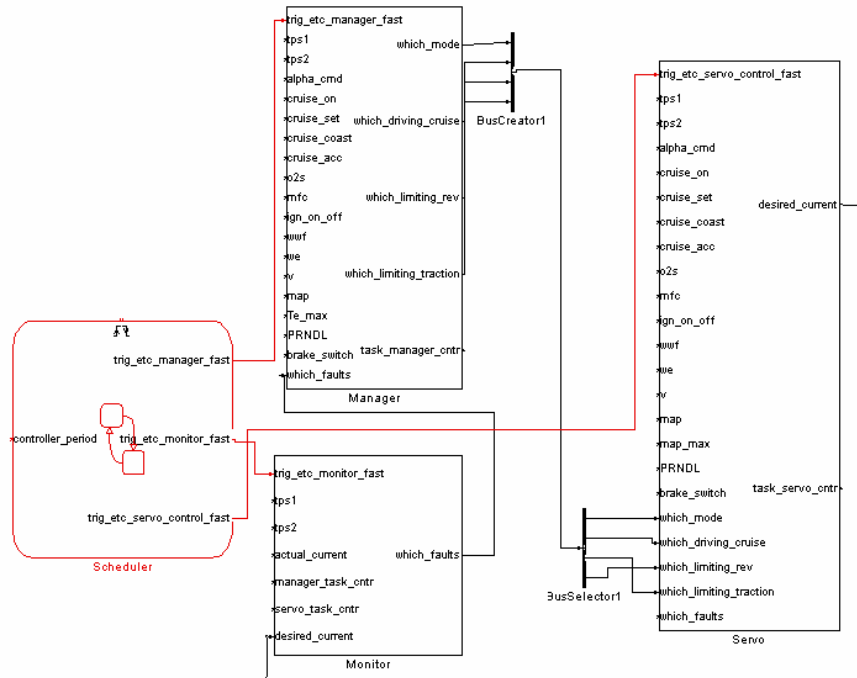 trig_etc_manager_fast
tps1
tps2
alpha_cmd
cruise_on
cruise_set
cruise_coast
cruise_acc
o2s
mfc
ign_on_off
wwf
we
v
map
Te_max
PRNDL
brake_switch
which_faults
which_mode
which_driving_cruise
which_limiting_rev
which_limiting_traction
task_manager_cntr
Manager
BusCreator1
trig_etc_servo_control_fast
tps1
tps2
alpha_cmd
cruise_on
cruise_set
cruise_coast
cruise_acc
o2s
mfc
ign_on_off
wwf
we
v
map
map_max
PRNDL
brake_switch
which_mode
which_driving_cruise
which_limiting_rev
which_limiting_traction
which_faults
desired_current
task_servo_cntr
Servo
controller_period
trig_etc_manager_fast
trig_etc_monitor_fast
trig_etc_servo_control_fast
Scheduler
trig_etc_monitor_fast
tps1
tps2
actual_current
manager_task_cntr
servo_task_cntr
desired_current
which_faults
Monitor
BusSelector1